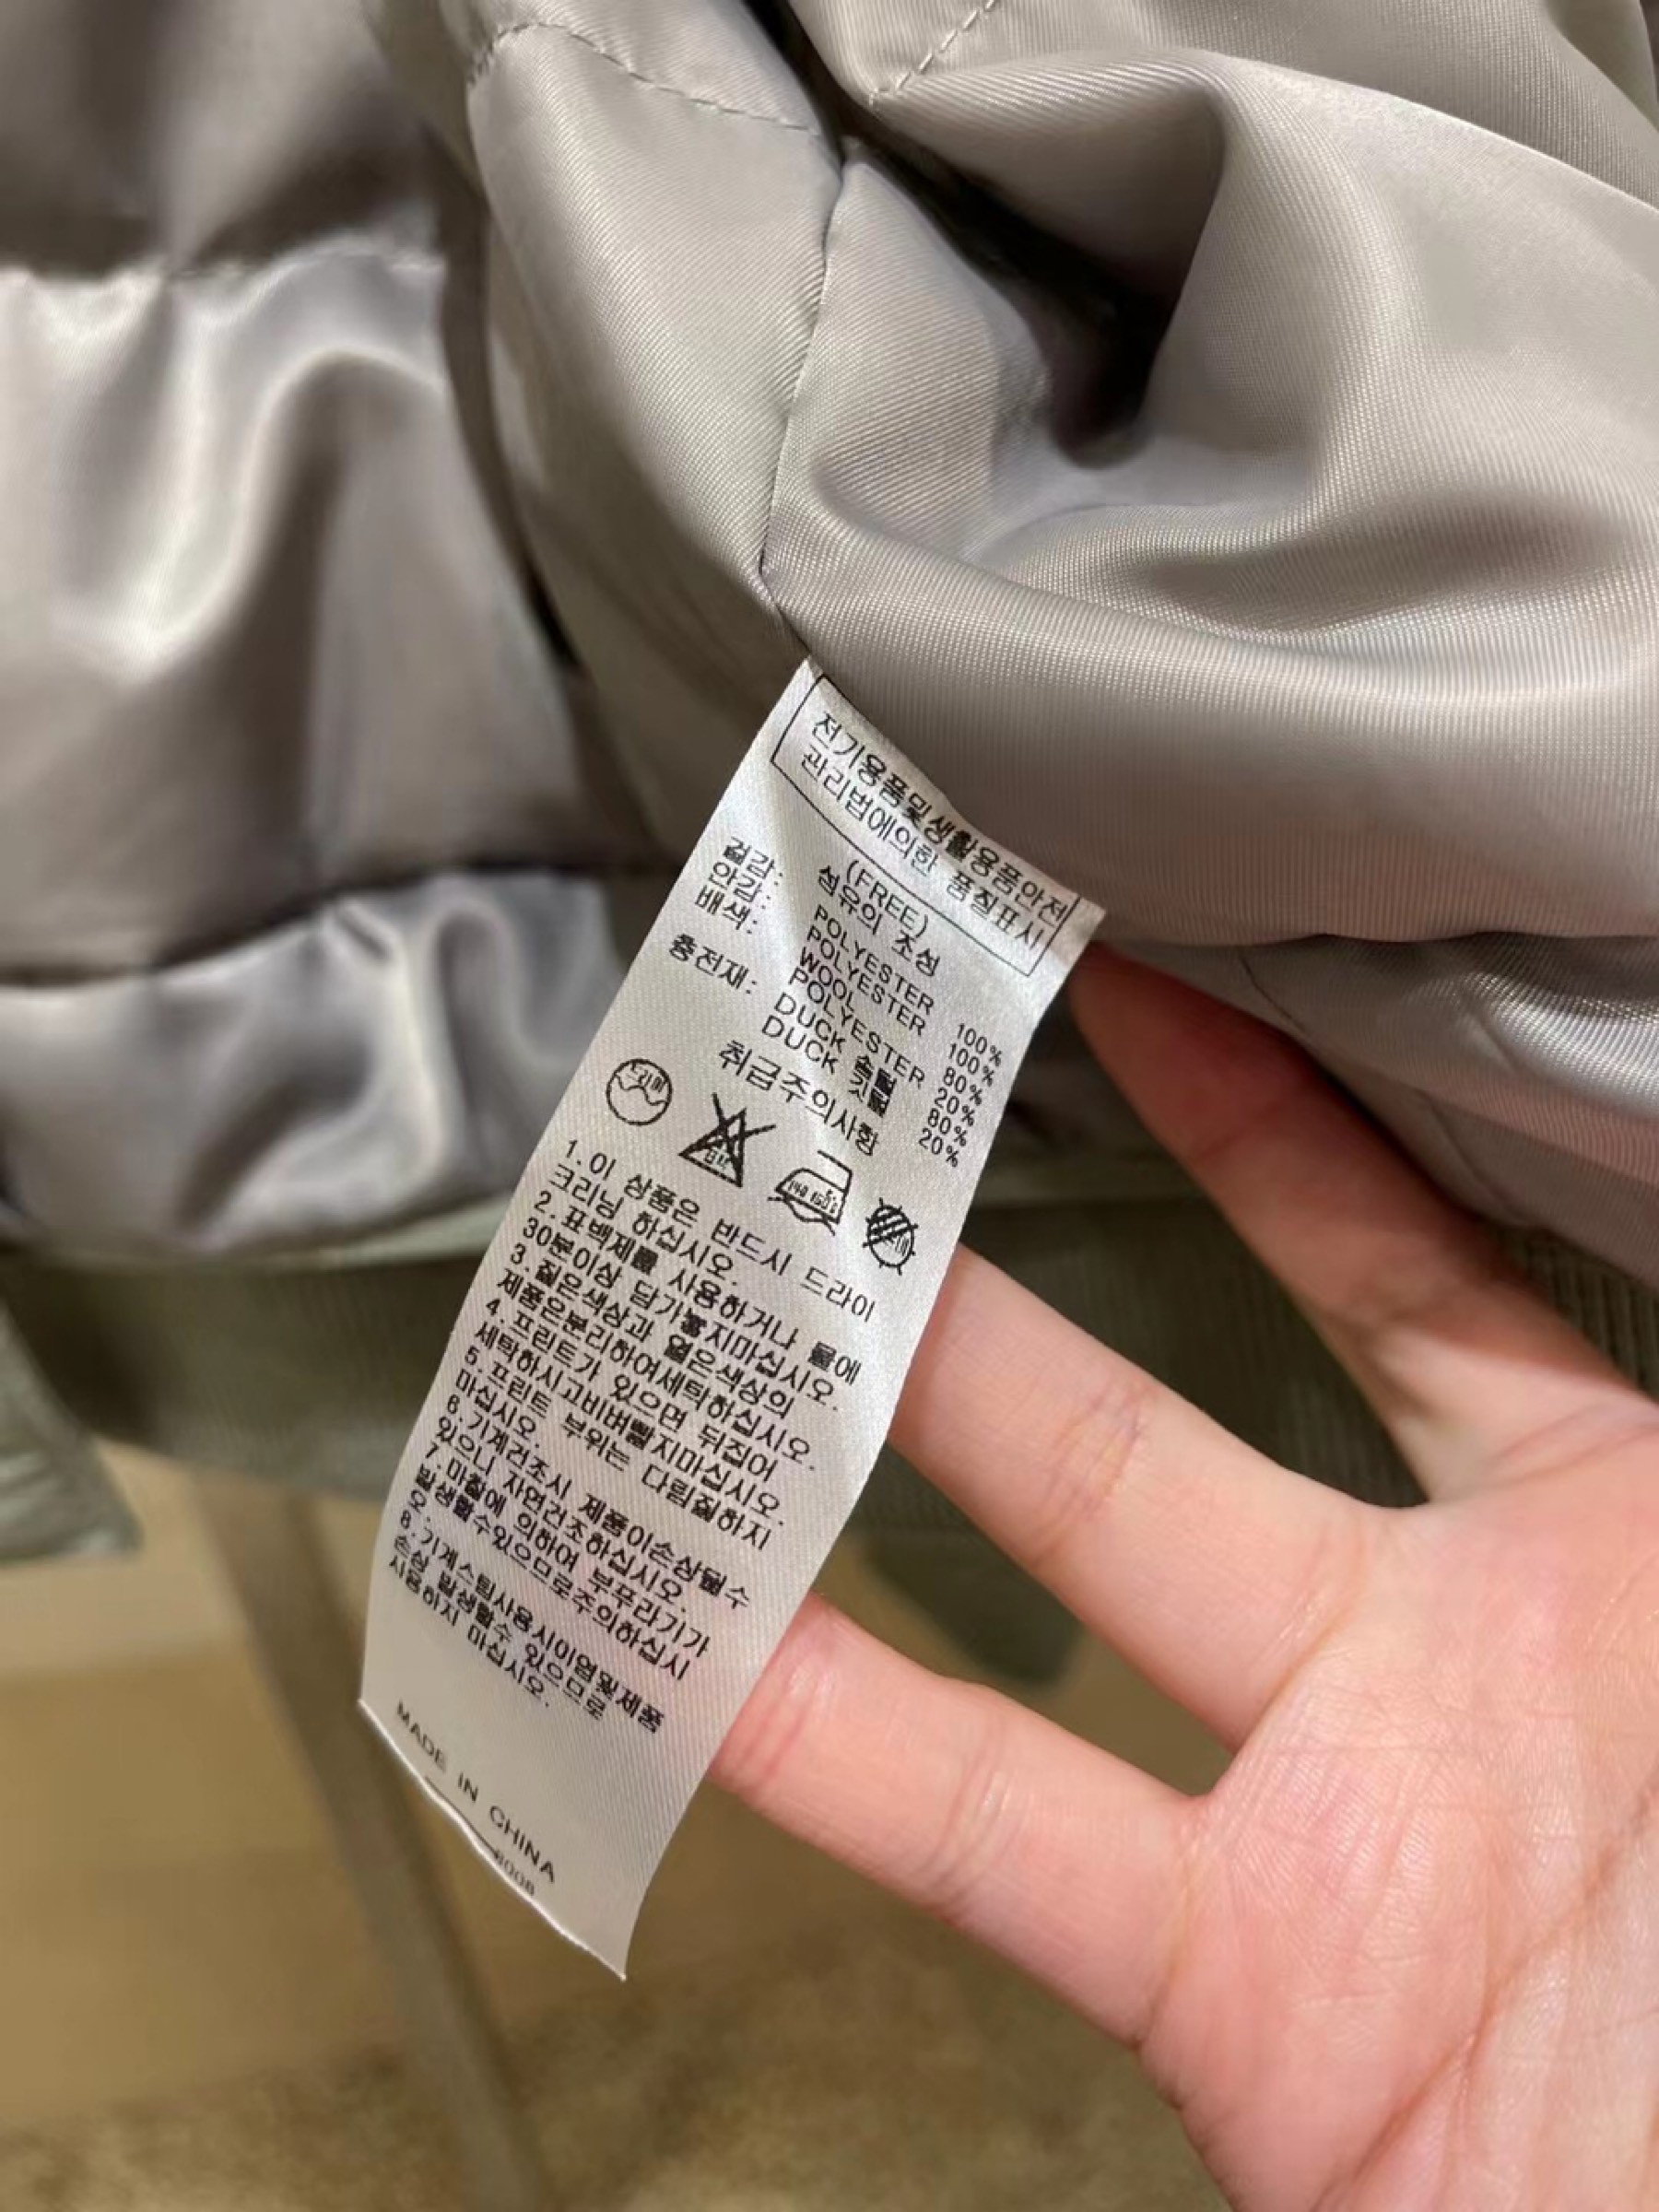 전기용품및생활용품안전
관리법에의한 품질표시
(FREE)
섬유의 조성
겉감: POLYESTER 100%
안감: POLYESTER 100%
배색: WOOL 80%
POLYESTER 20%
충전재: DUCK 솜털 80%
DUCK 깃털 20%
취급주의사항
드라이
140-160℃
1.이 상품은 반드시 드라이
크리닝 하십시오.
2.표백제를 사용하거나 물에
30분이상 담가놓지마십시오.
3.짙은색상과 엷은색상의
제품은분리하여세탁하십시오.
4.프린트가 있으면 뒤집어
세탁하시고비벼빨지마십시오.
5.프린트 부위는 다림질하지
마십시오.
6.기계건조시 제품이손상될수
있으니 자연건조하십시오.
7.마찰에 의하여 부푸라기가
발생할수있으므로주의하십시
오.
8.기계스팀사용시이염및제품
손상 발생할수 있으므로
사용하지 마십시오.
MADE IN CHINA